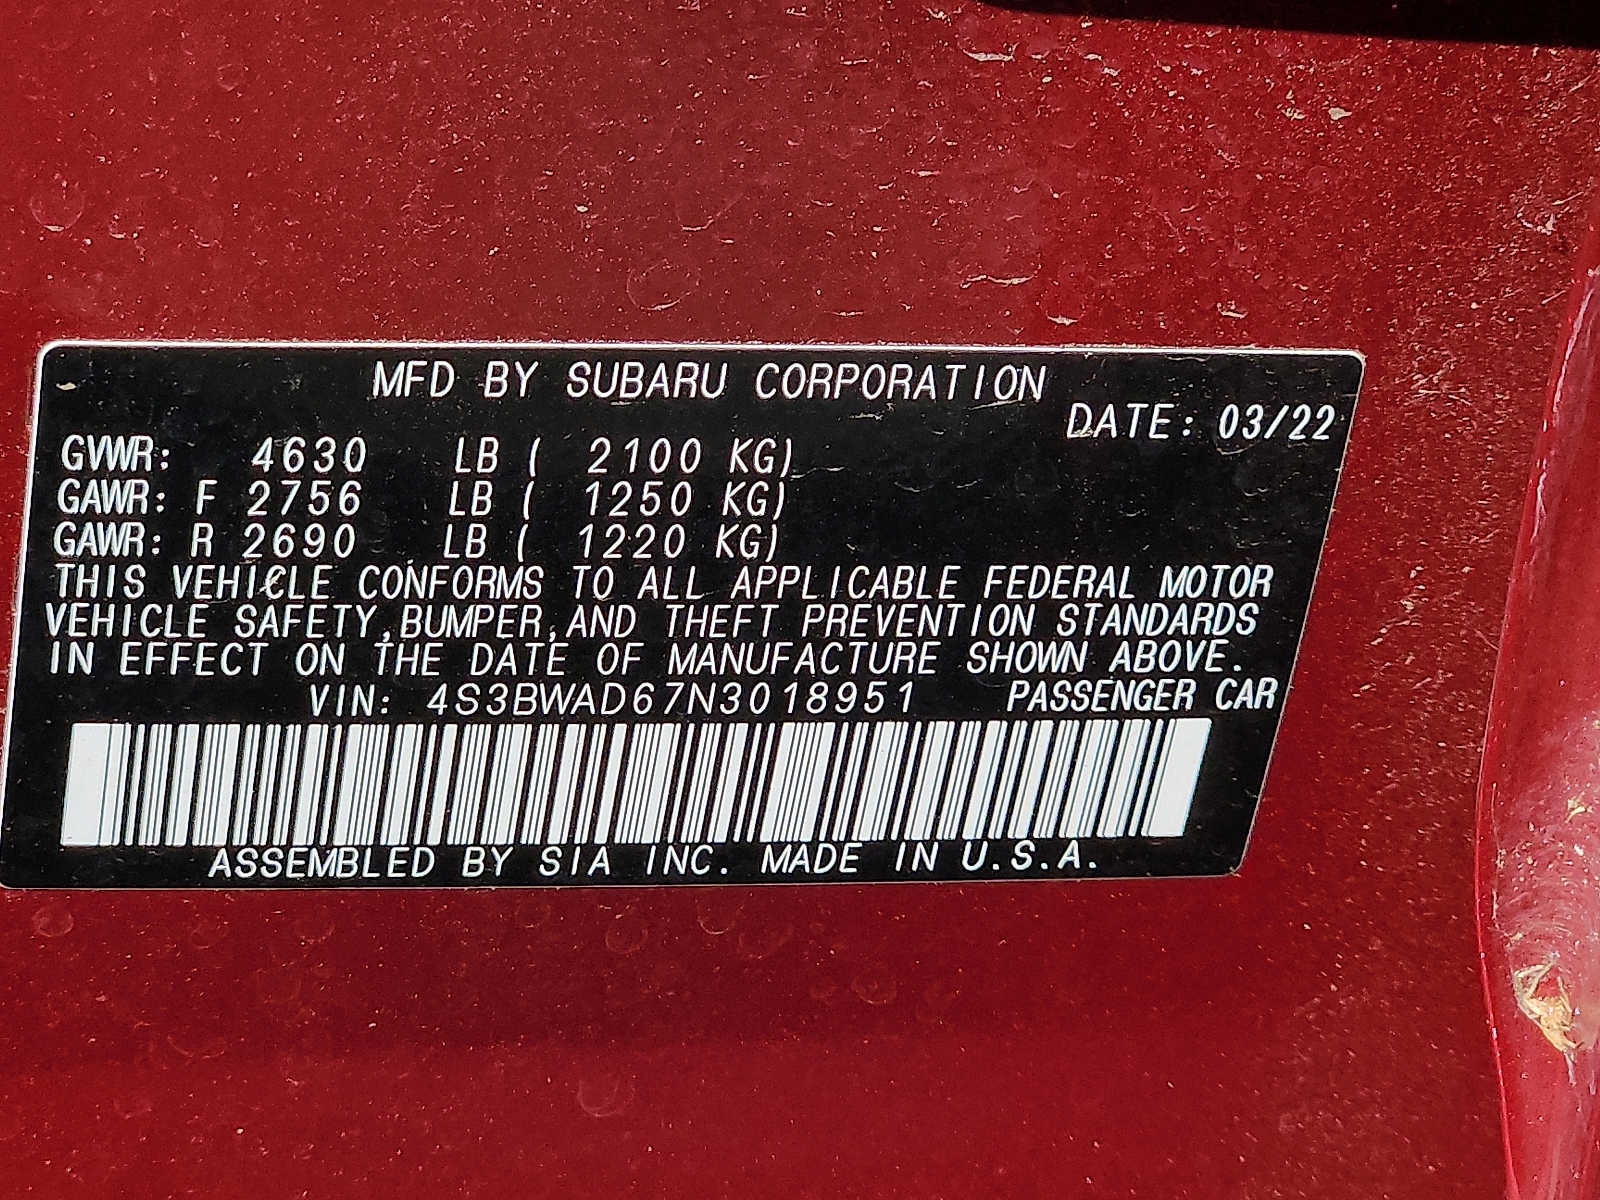 MFD BY SUBARU CORPORATION
DATE: 03/22
GVWR: 4630 LB ( 2100 KG)
GAWR: F 2756 LB ( 1250 KG)
GAWR: R 2690 LB ( 1220 KG)
THIS VEHICLE CONFORMS TO ALL APPLICABLE FEDERAL MOTOR
VEHICLE SAFETY,BUMPER,AND THEFT PREVENTION STANDARDS
IN EFFECT ON THE DATE OF MANUFACTURE SHOWN ABOVE.
VIN: 4S3BWAD67N3018951 PASSENGER CAR
ASSEMBLED BY SIA INC. MADE IN U.S.A.